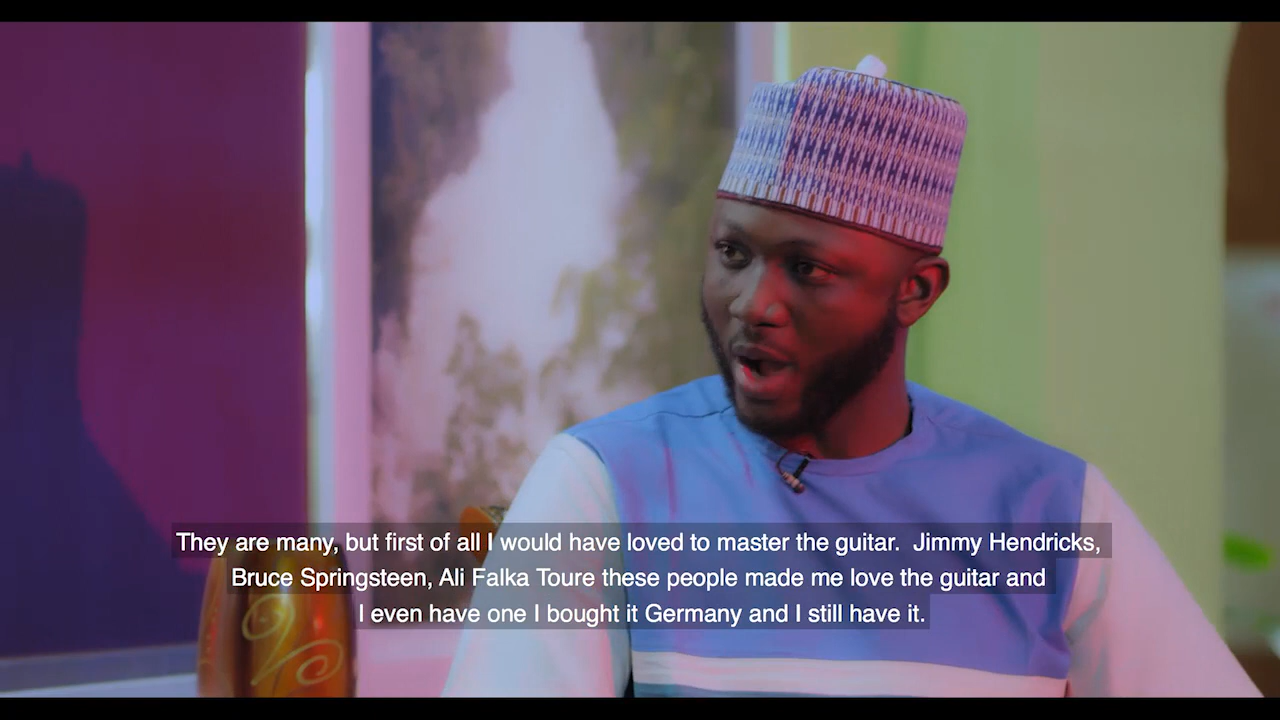 They are many, but first of all I would have loved to master the guitar.  Jimmy Hendricks,
Bruce Springsteen, Ali Falka Toure these people made me love the guitar and
I even have one I bought it Germany and I still have it.